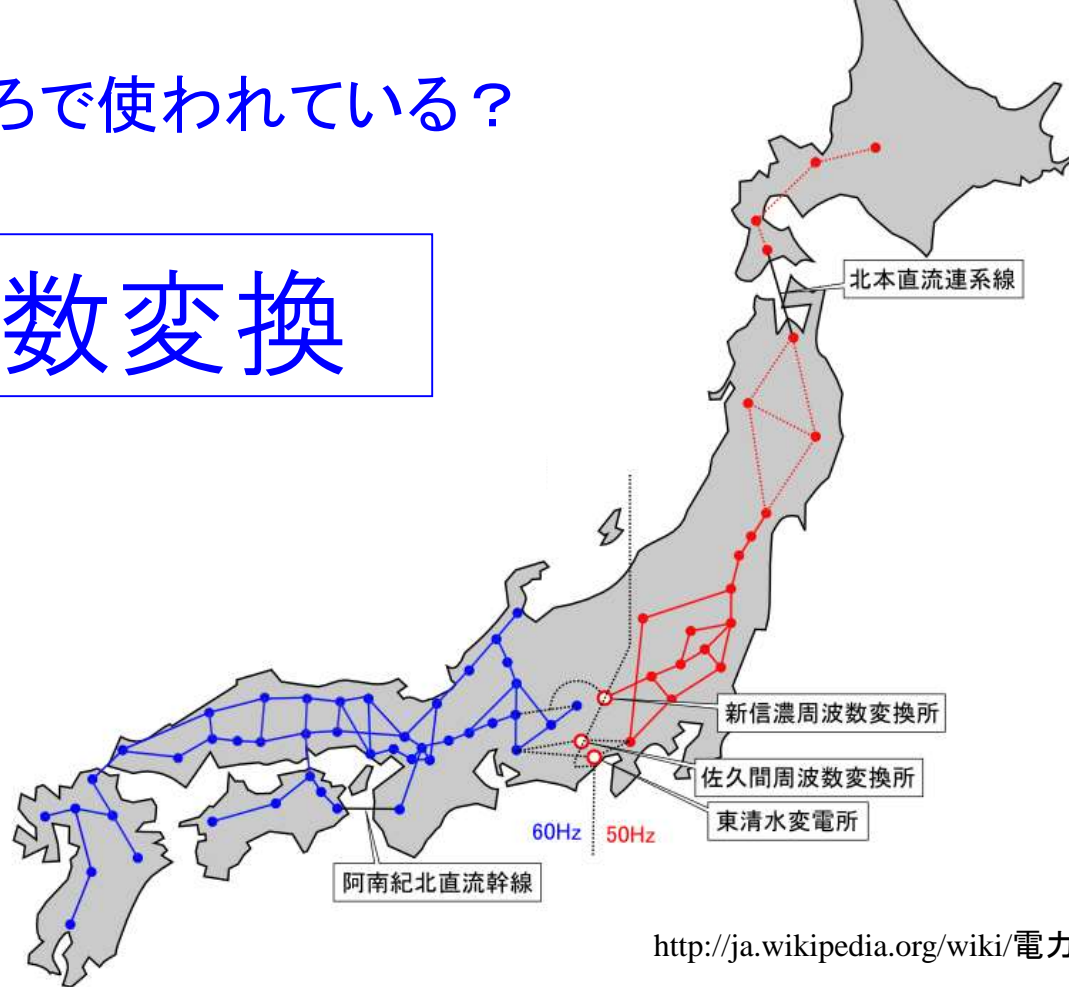 ろで使われている？
数変換
北本直流連系線
新信濃周波数変換所
佐久間周波数変換所
東清水変電所
60Hz 50Hz
阿南紀北直流幹線
http://ja.wikipedia.org/wiki/電力